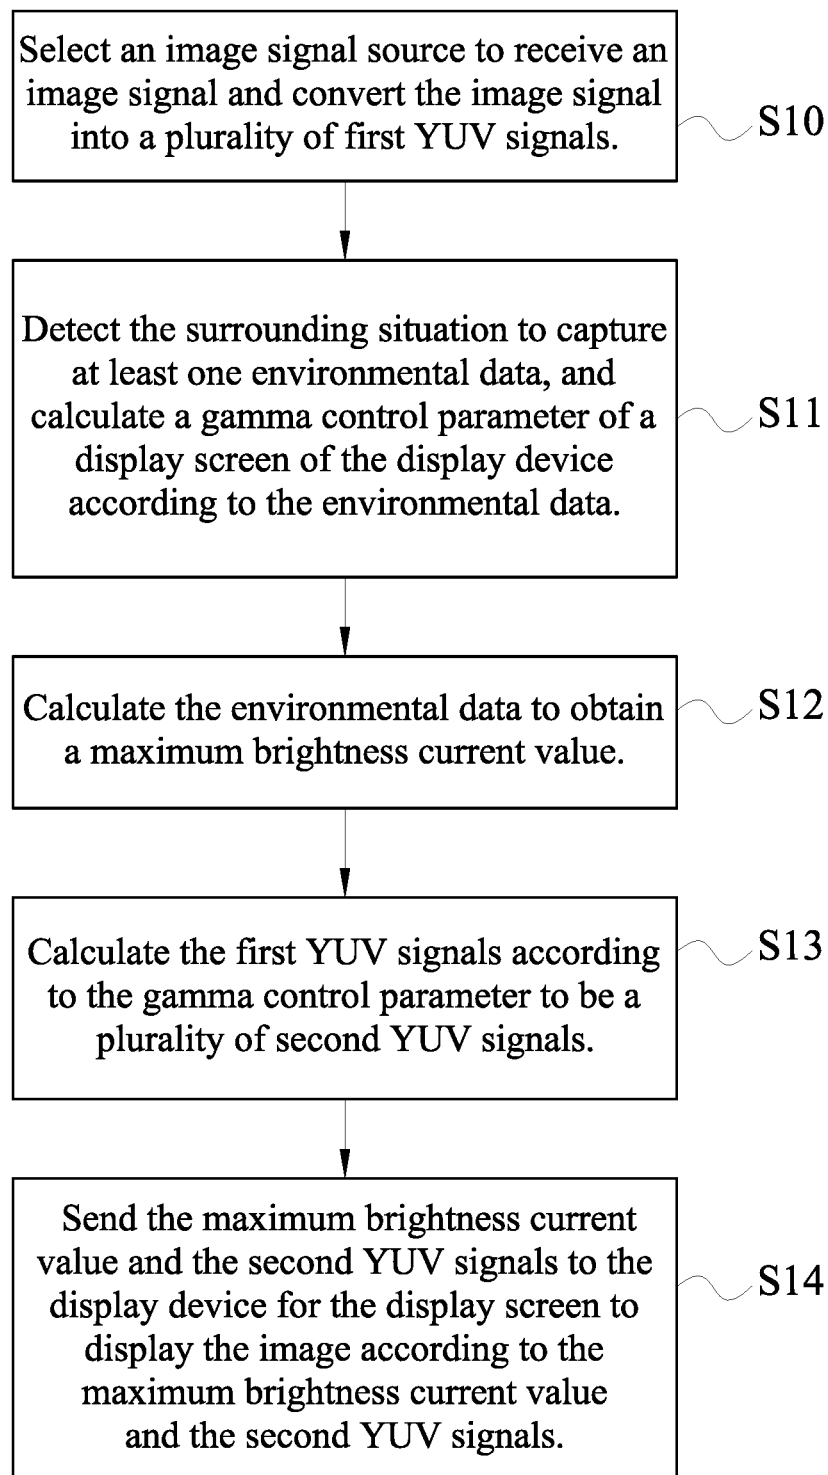 Select an image signal source to receive an
image signal and convert the image signal
into a plurality of first YUV signals.
S10
Detect the surrounding situation to capture
at least one environmental data, and
calculate a gamma control parameter of a
display screen of the display device
according to the environmental data.
S11
Calculate the environmental data to obtain
a maximum brightness current value.
S12
Calculate the first YUV signals according
to the gamma control parameter to be a
plurality of second YUV signals.
S13
Send the maximum brightness current
value and the second YUV signals to the
display device for the display screen to
display the image according to the
maximum brightness current value
and the second YUV signals.
S14